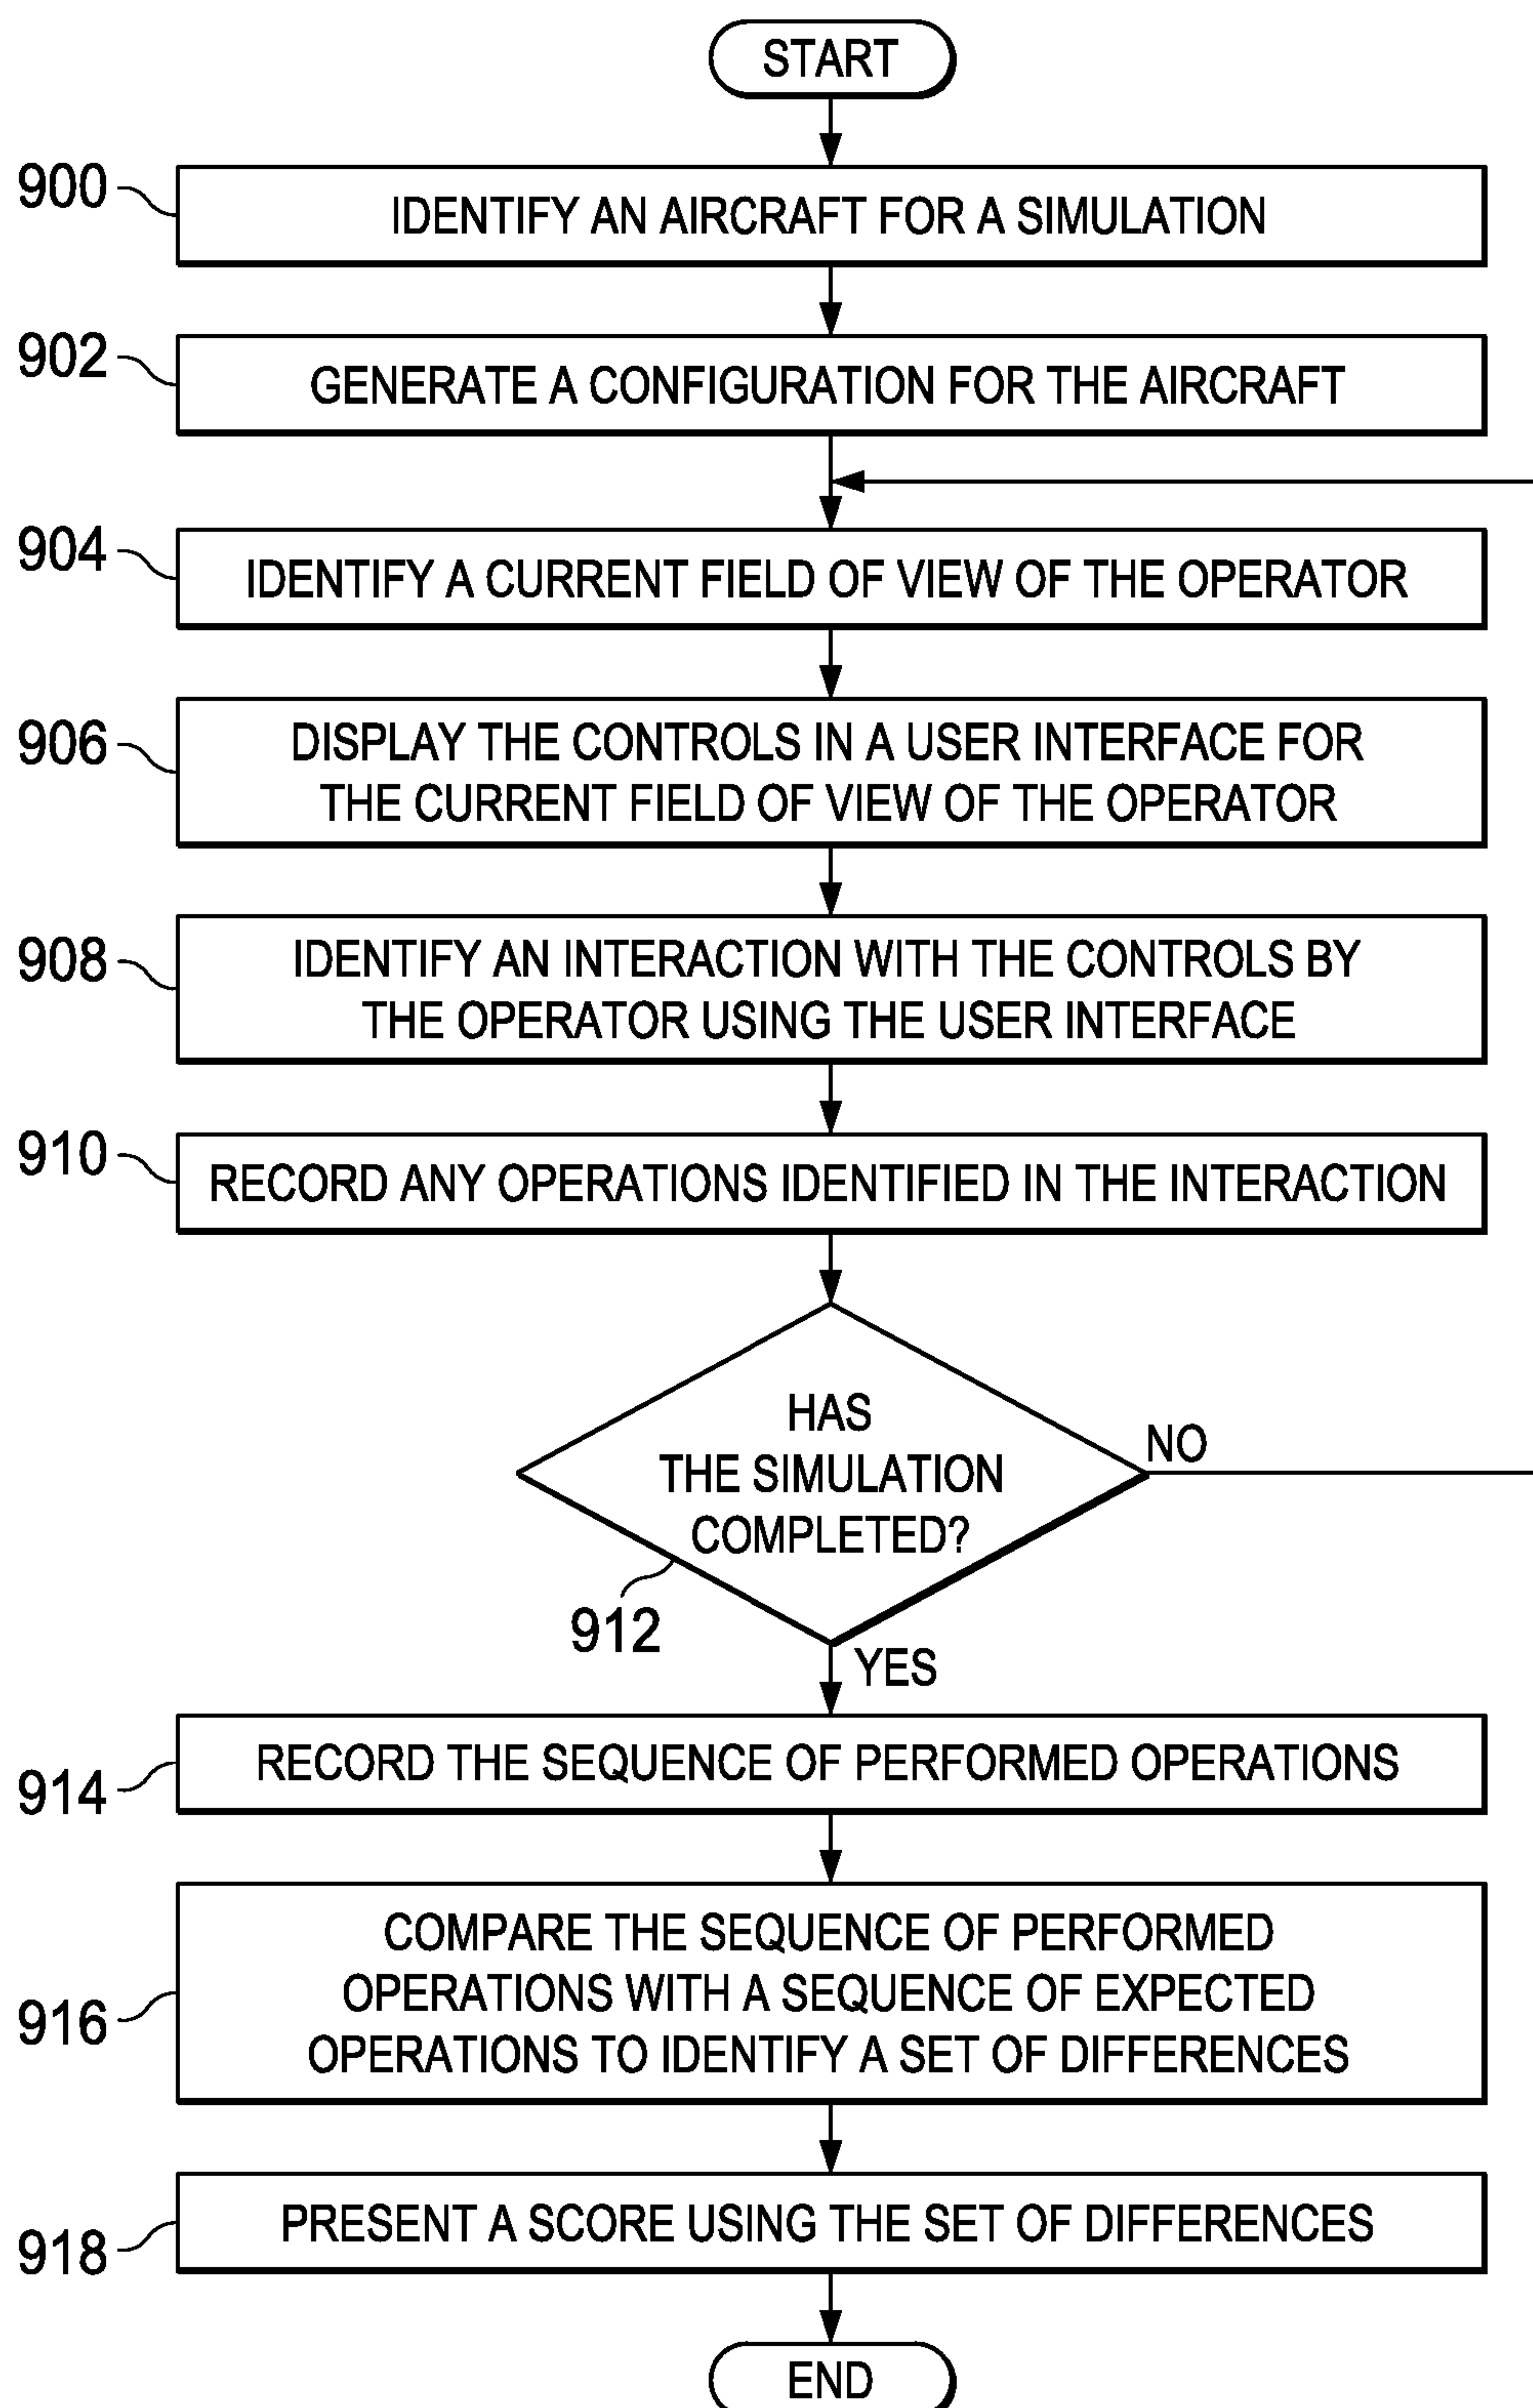 START
900
IDENTIFY AN AIRCRAFT FOR A SIMULATION
902
GENERATE A CONFIGURATION FOR THE AIRCRAFT
904
IDENTIFY A CURRENT FIELD OF VIEW OF THE OPERATOR
906
DISPLAY THE CONTROLS IN A USER INTERFACE FOR
THE CURRENT FIELD OF VIEW OF THE OPERATOR
908
IDENTIFY AN INTERACTION WITH THE CONTROLS BY
THE OPERATOR USING THE USER INTERFACE
910
RECORD ANY OPERATIONS IDENTIFIED IN THE INTERACTION
HAS
THE SIMULATION
COMPLETED?
NO
912
YES
914
RECORD THE SEQUENCE OF PERFORMED OPERATIONS
916
COMPARE THE SEQUENCE OF PERFORMED
OPERATIONS WITH A SEQUENCE OF EXPECTED
OPERATIONS TO IDENTIFY A SET OF DIFFERENCES
918
PRESENT A SCORE USING THE SET OF DIFFERENCES
END